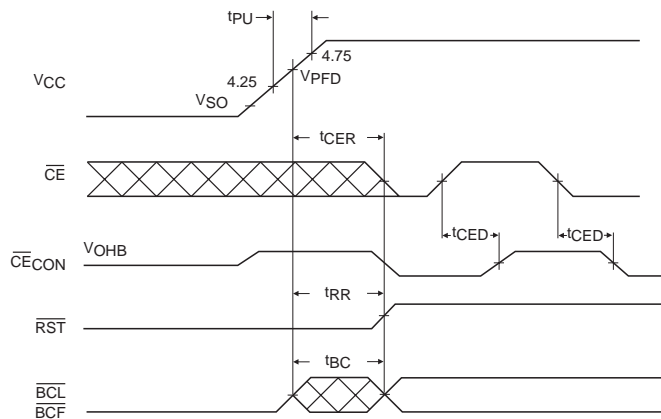 tPU
4.75
4.25
VPFD
VCC
VSO
tCER
CE
tCED
tCED
VOHB
CECON
tRR
RST
tBC
BCL
BCF